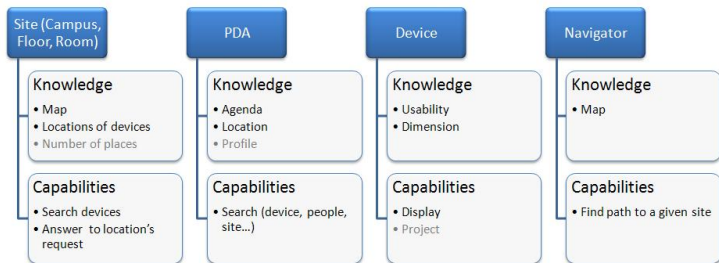 Site (Campus,
Floor, Room)
Knowledge
• Map
• Locations of devices
• Number of places
Capabilities
• Search devices
• Answer to location's
request
PDA
Knowledge
• Agenda
• Location
• Profile
Capabilities
• Search (device, people,
site...)
Device
Knowledge
• Usability
• Dimension
Capabilities
• Display
• Project
Navigator
Knowledge
• Map
Capabilities
• Find path to a given site